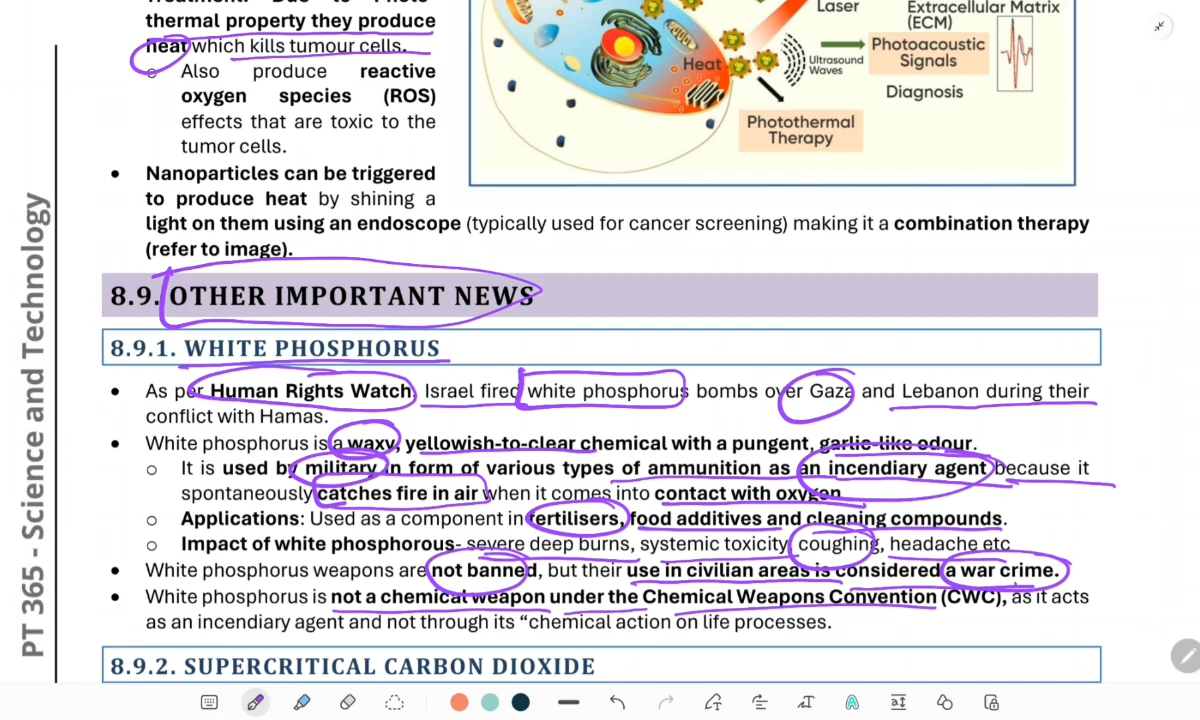 Treatment: Due to Photo-
thermal property they produce
heat which kills tumour cells.
o Also produce reactive
oxygen species (ROS)
effects that are toxic to the
tumor cells.
• Nanoparticles can be triggered
to produce heat by shining a
light on them using an endoscope (typically used for cancer screening) making it a combination therapy
(refer to image).
Laser
Extracellular Matrix
(ECM)
Heat
Ultrasound
Waves
Photoacoustic
Signals
Diagnosis
Photothermal
Therapy
8.9. OTHER IMPORTANT NEWS
8.9.1. WHITE PHOSPHORUS
• As per Human Rights Watch, Israel fired white phosphorus bombs over Gaza and Lebanon during their
conflict with Hamas.
• White phosphorus is a waxy, yellowish-to-clear chemical with a pungent, garlic-like odour.
o It is used by military in form of various types of ammunition as an incendiary agent because it
spontaneously catches fire in air when it comes into contact with oxygen.
o Applications: Used as a component in fertilisers, food additives and cleaning compounds.
o Impact of white phosphorous- severe deep burns, systemic toxicity, coughing, headache etc
• White phosphorus weapons are not banned, but their use in civilian areas is considered a war crime.
• White phosphorus is not a chemical weapon under the Chemical Weapons Convention (CWC), as it acts
as an incendiary agent and not through its “chemical action on life processes.
8.9.2. SUPERCRITICAL CARBON DIOXIDE
PT 365 - Science and Technology